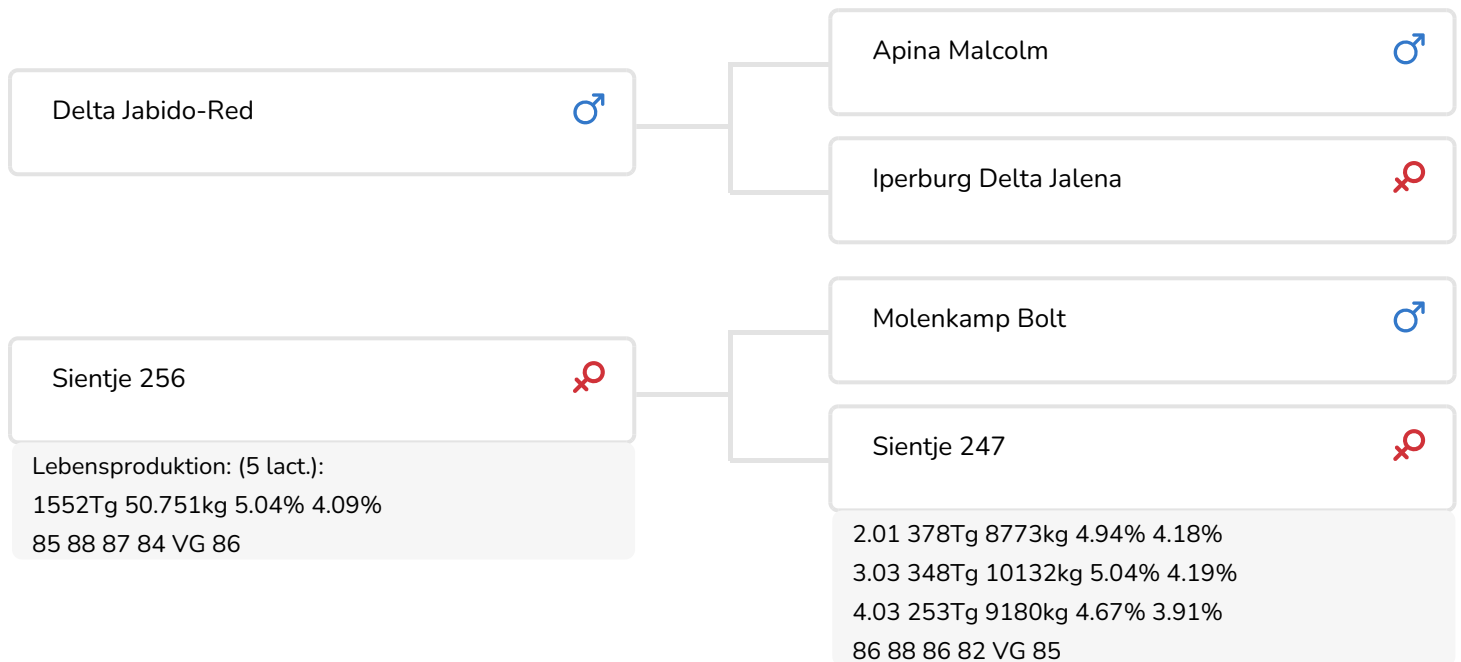 Delta Jabido-Red
Apina Malcolm
Iperburg Delta Jalena
Sientje 256
Lebensproduktion: (5 lact.):
1552Tg 50.751kg 5.04% 4.09%
85 88 87 84 VG 86
Molenkamp Bolt
Sientje 247
2.01 378Tg 8773kg 4.94% 4.18%
3.03 348Tg 10132kg 5.04% 4.19%
4.03 253Tg 9180kg 4.67% 3.91%
86 88 86 82 VG 85